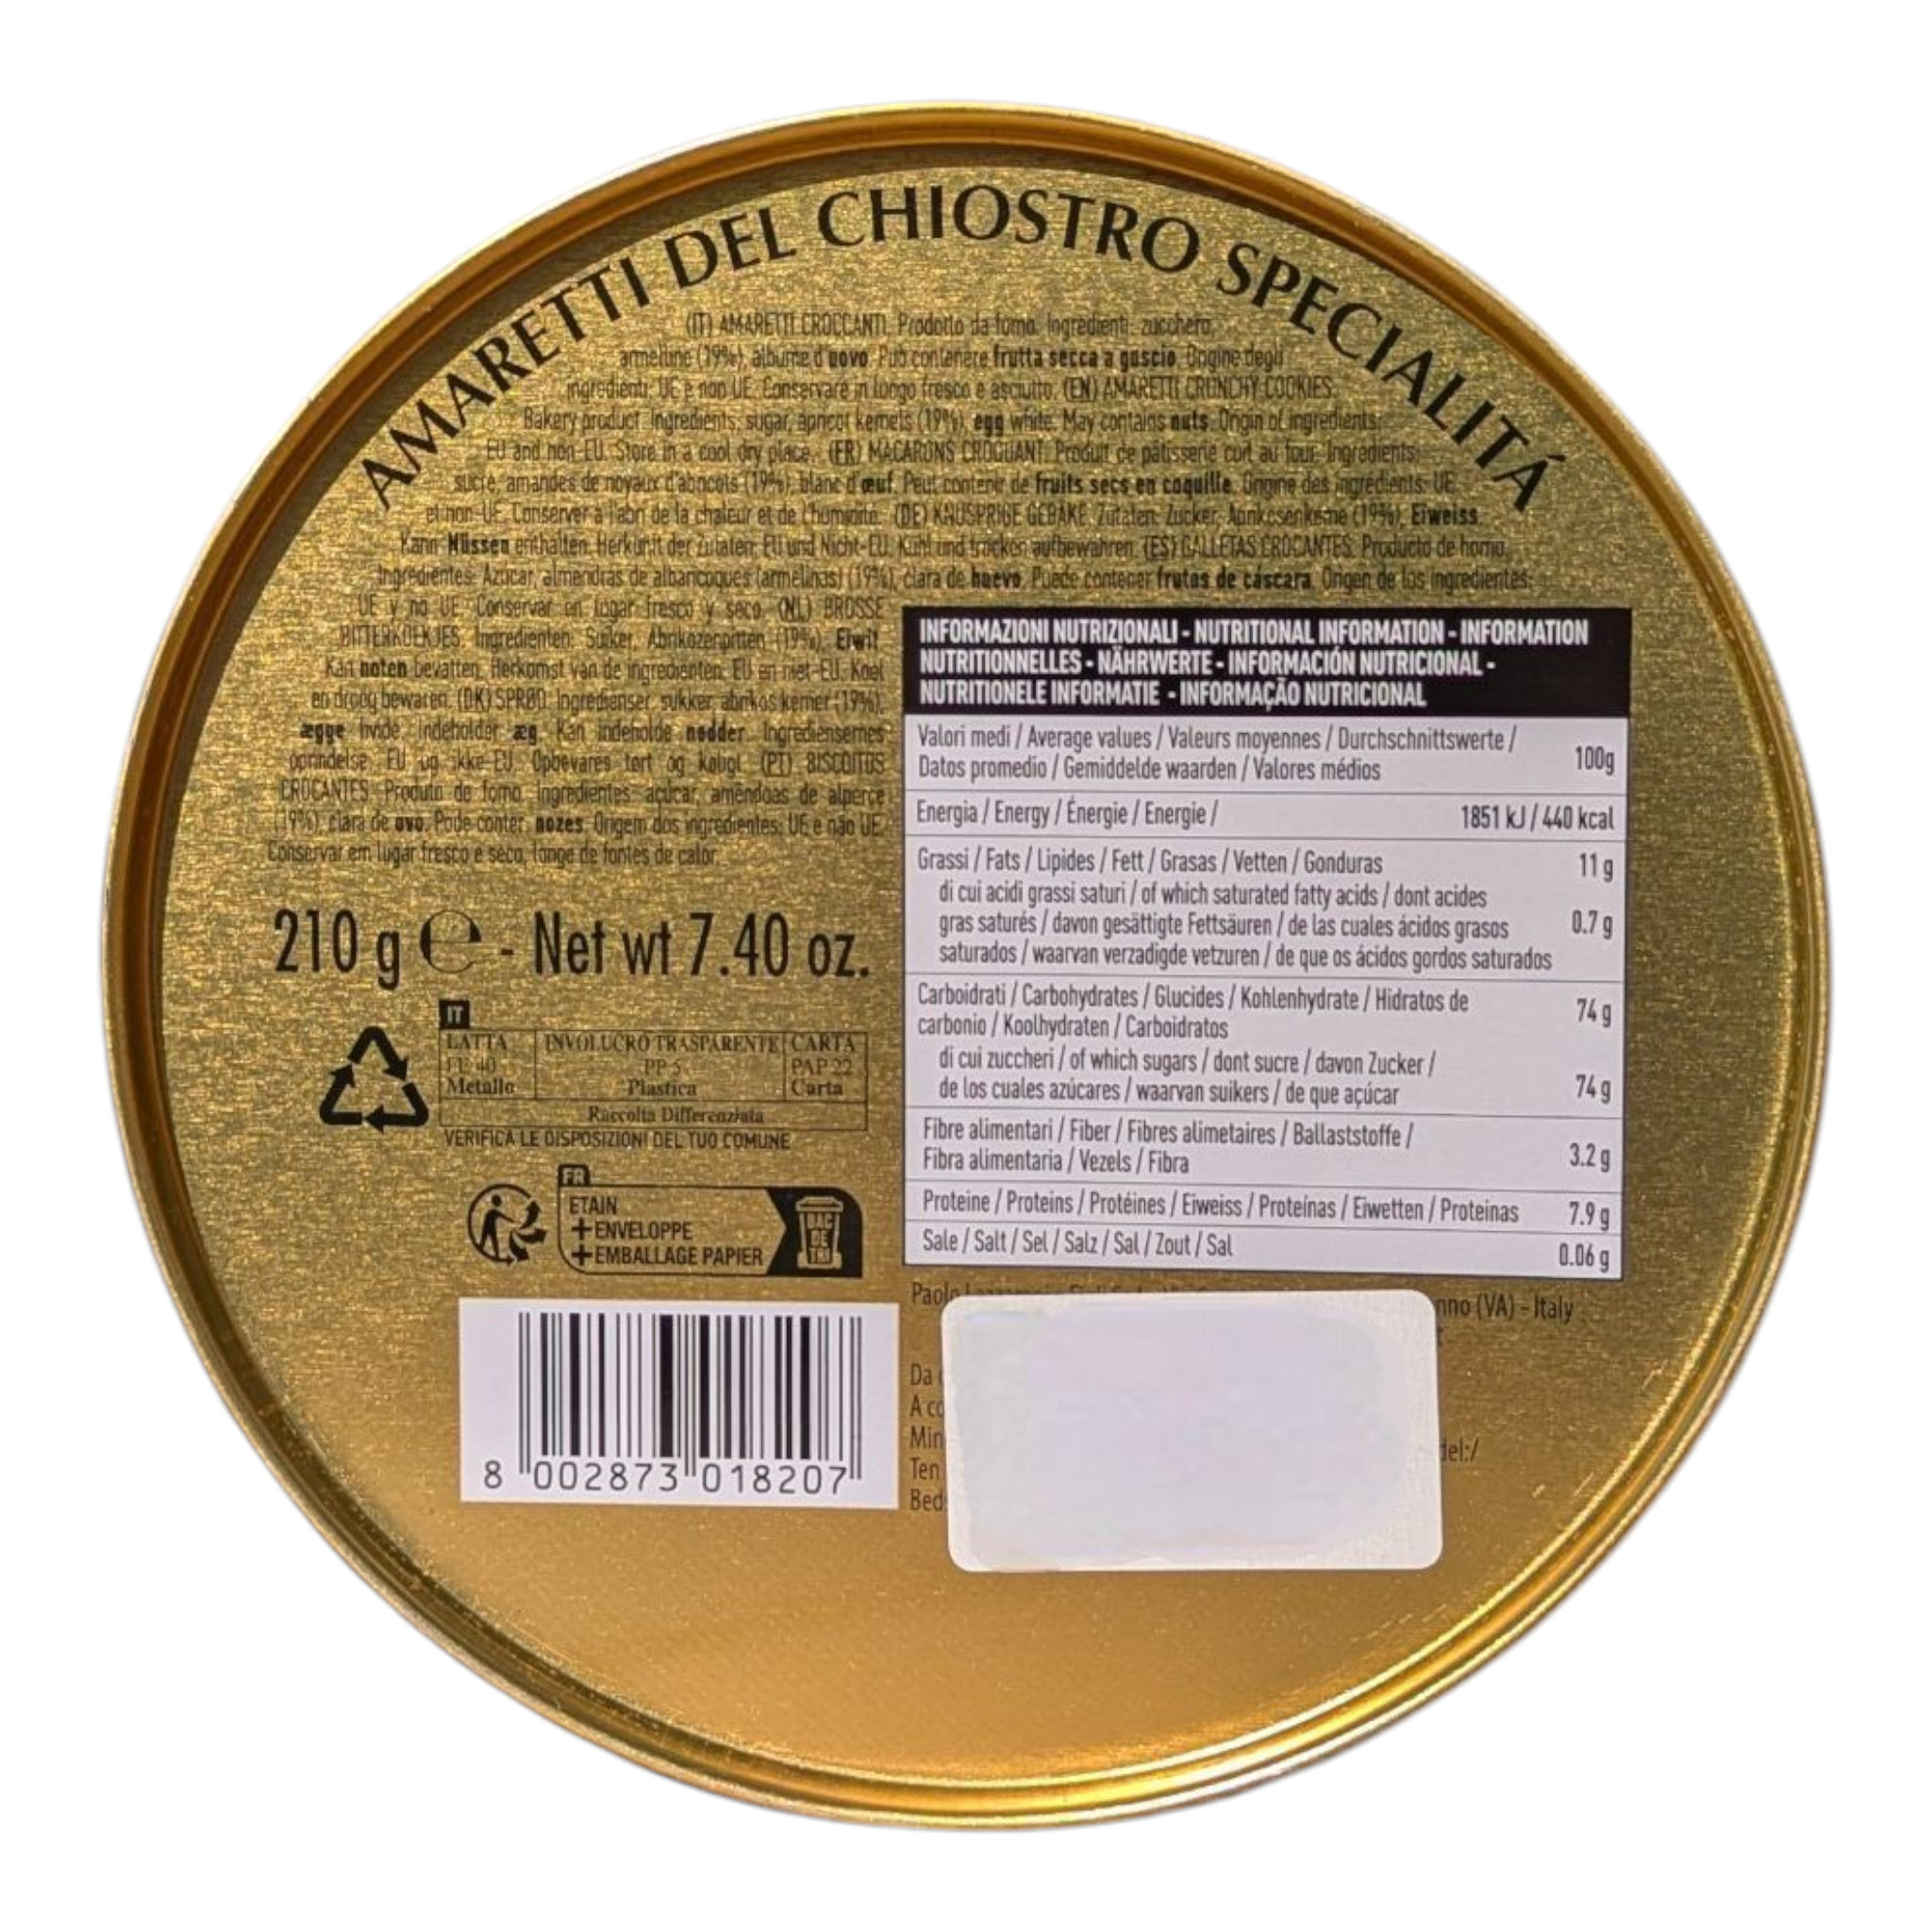 AMARETTI DEL CHIOSTRO SPECIALITÁ
(IT) AMARETTI CROCCANTI. Prodotto da forno. Ingredienti: zucchero,
armelline (19%), albume d'uovo. Può contenere frutta secca a guscio. Origine degli
ingredienti: UE e non UE. Conservare in luogo fresco e asciutto. (EN) AMARETTI CRUNCHY COOKIES.
Bakery product. Ingredients: sugar, apricot kernels (19%), egg white. May contains nuts. Origin of ingredients:
EU and non-EU. Store in a cool dry place. (FR) MACARONS CROQUANT. Produit de pâtisserie cuit au four. Ingredients:
sucre, amandes de noyaux d'abricots (19%), blanc d'œuf. Peut contenir de fruits secs en coquille. Origine des ingredients: UE
et non-UE. Conserver à l'abri de la chaleur et de l'humidité. (DE) KNUSPRIGE GEBÄKE. Zutaten: Zucker, Aprikosenkerne (19%), Eiweiss.
Kann Nüssen enthalten. Herkunft der Zutaten: EU und Nicht-EU. Kühl und trocken aufbewahren. (ES) GALLETAS CROCANTES. Producto de horno.
Ingredientes: Azúcar, almendras de albaricoques (armelinas) (19%), clara de huevo. Puede contener frutos de cáscara. Origen de los ingredientes:
UE y no UE. Conservar en lugar fresco y seco. (NL) BROSSE
BITTERKOEKJES. Ingredienten: Suiker, Abrikozenpitten (19%), Eiwit.
Kan noten bevatten. Herkomst van de ingredienten: EU en niet-EU. Koel
en droog bewaren. (DK) SPRØD. Ingredienser: sukker, abrikos kerner (19%),
ægge hvide. Indeholder æg. Kan indeholde nødder. Ingrediensernes
oprindelse: EU og ikke-EU. Opbevares tørt og køligt. (PT) BISCOITOS
CROCANTES. Produto de forno. Ingredientes: açúcar, amêndoas de alperce
(19%), clara de ovo. Pode conter nozes. Origem dos ingredientes: UE e não UE.
Conservar em lugar fresco e seco, longe de fontes de calor.
INFORMAZIONI NUTRIZIONALI - NUTRITIONAL INFORMATION - INFORMATION
NUTRITIONNELLES - NÄHRWERTE - INFORMACIÓN NUTRICIONAL -
NUTRITIONELE INFORMATIE - INFORMAÇÃO NUTRICIONAL
Valori medi / Average values / Valeurs moyennes / Durchschnittswerte /
Datos promedio / Gemiddelde waarden / Valores médios 100g
Energia / Energy / Énergie / Energie / 1851 kJ / 440 kcal
Grassi / Fats / Lipides / Fett / Grasas / Vetten / Gonduras 11 g
di cui acidi grassi saturi / of which saturated fatty acids / dont acides
gras saturés / davon gesättigte Fettsäuren / de las cuales ácidos grasos 0.7 g
saturados / waarvan verzadigde vetzuren / de que os ácidos gordos saturados
Carboidrati / Carbohydrates / Glucides / Kohlenhydrate / Hidratos de
carbonio / Koolhydraten / Carboidratos 74 g
di cui zuccheri / of which sugars / dont sucre / davon Zucker /
de los cuales azúcares / waarvan suikers / de que açúcar 74 g
Fibre alimentari / Fiber / Fibres alimetaires / Ballaststoffe /
Fibra alimentaria / Vezels / Fibra 3.2 g
Proteine / Proteins / Protéines / Eiweiss / Proteínas / Eiwetten / Proteinas 7.9 g
Sale / Salt / Sel / Salz / Sal / Zout / Sal 0.06 g
210 g ℮ - Net wt 7.40 oz.
IT
LATTA INVOLUCRO TRASPARENTE CARTA
FE 40 PP 5 PAP 22
Metallo Plastica Carta
Raccolta Differenziata
VERIFICA LE DISPOSIZIONI DEL TUO COMUNE
FR
ETAIN
+ENVELOPPE
+EMBALLAGE PAPIER
BAC
DE
TRI
8 002873 018207
Paolo
nno (VA) - Italy
Da
A co
Min
del:/
Ten
Bed